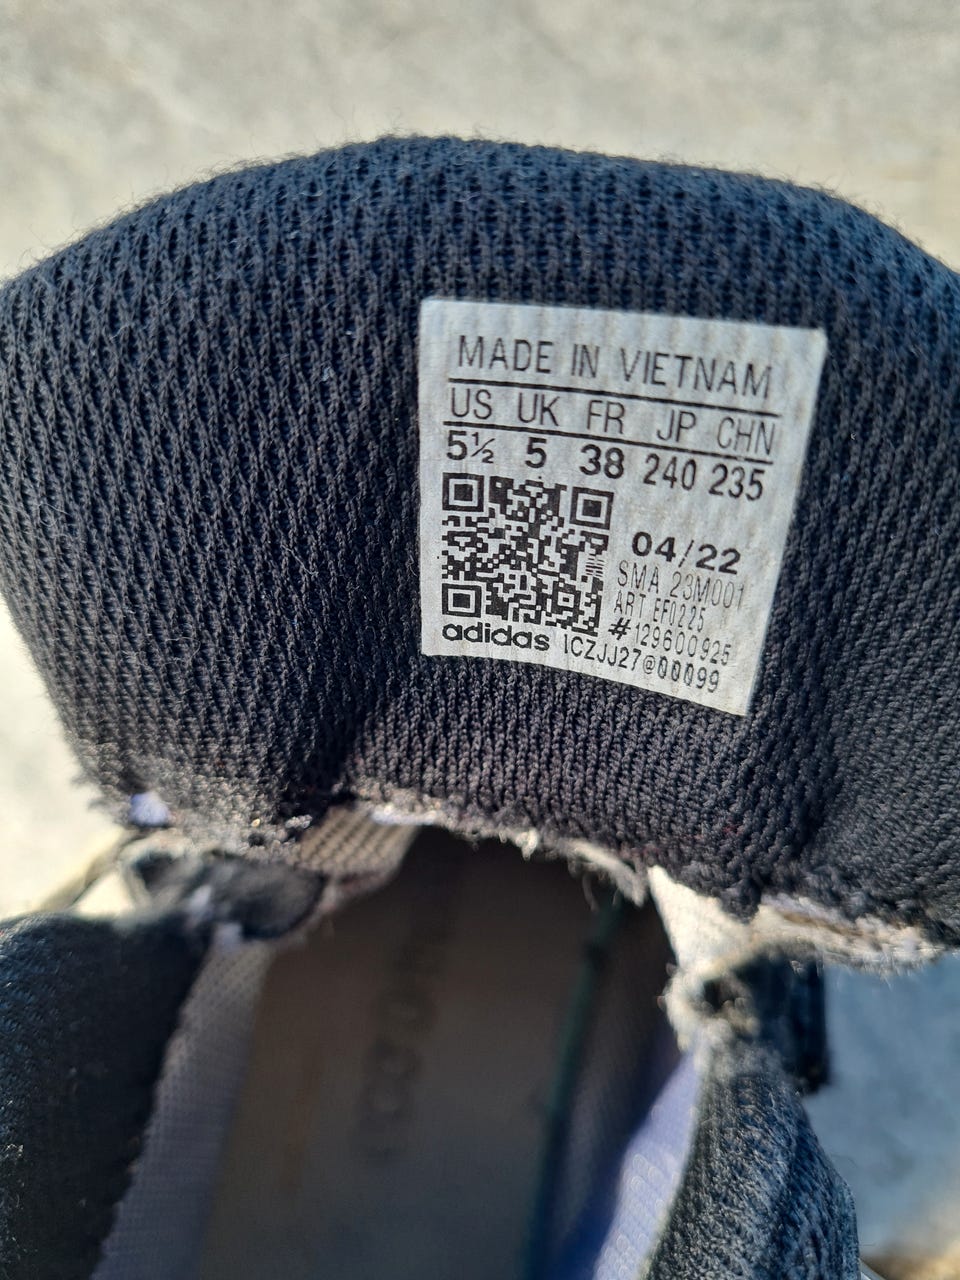 MADE IN VIETNAM
US UK FR JP CHN
5½ 5 38 240 235
04/22
SMA 23M001
ART EF0225
#129600925
adidas 1CZJJ27@00099